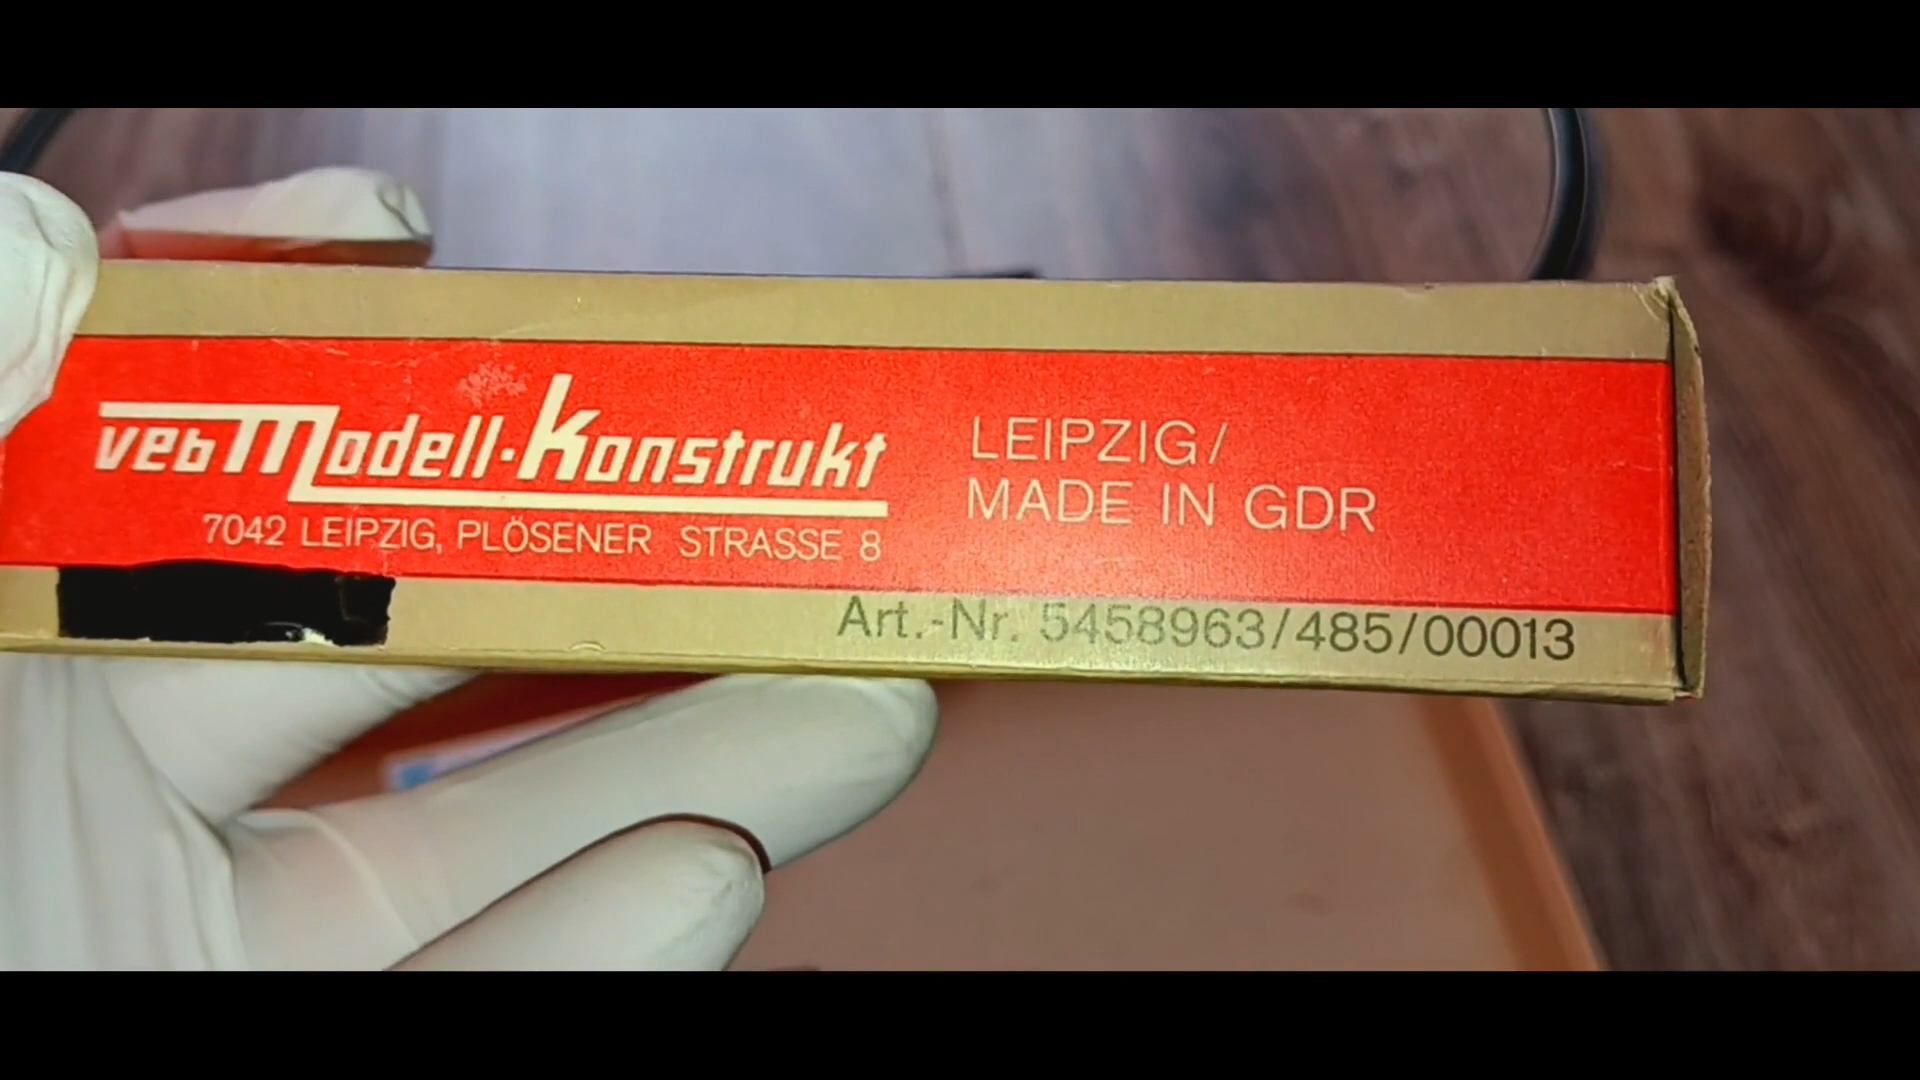 VEB Modell-Konstrukt
7042 LEIPZIG, PLÖSENER STRASSE 8
LEIPZIG/
MADE IN GDR
Art.-Nr. 5458963/485/00013